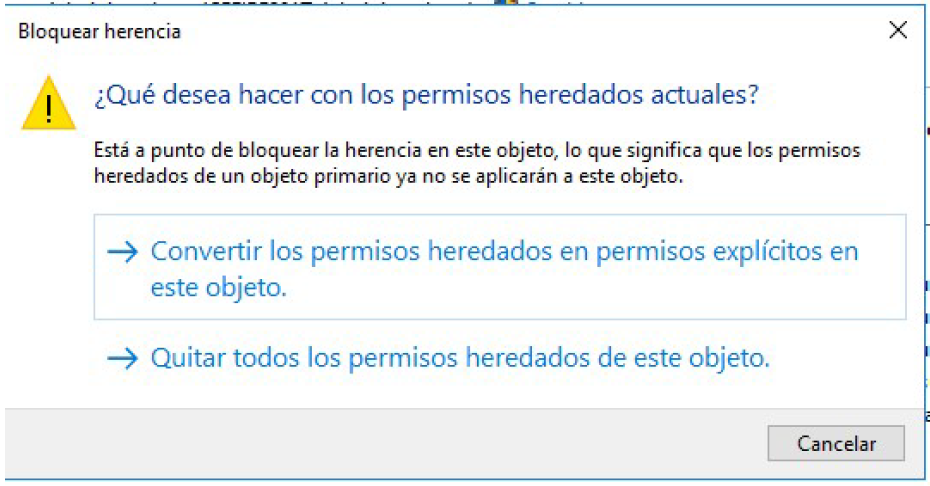 Bloquear herencia
¿Qué desea hacer con los permisos heredados actuales?
Está a punto de bloquear la herencia en este objeto, lo que significa que los permisos
heredados de un objeto primario ya no se aplicarán a este objeto.
Convertir los permisos heredados en permisos explícitos en
este objeto.
Quitar todos los permisos heredados de este objeto.
Cancelar